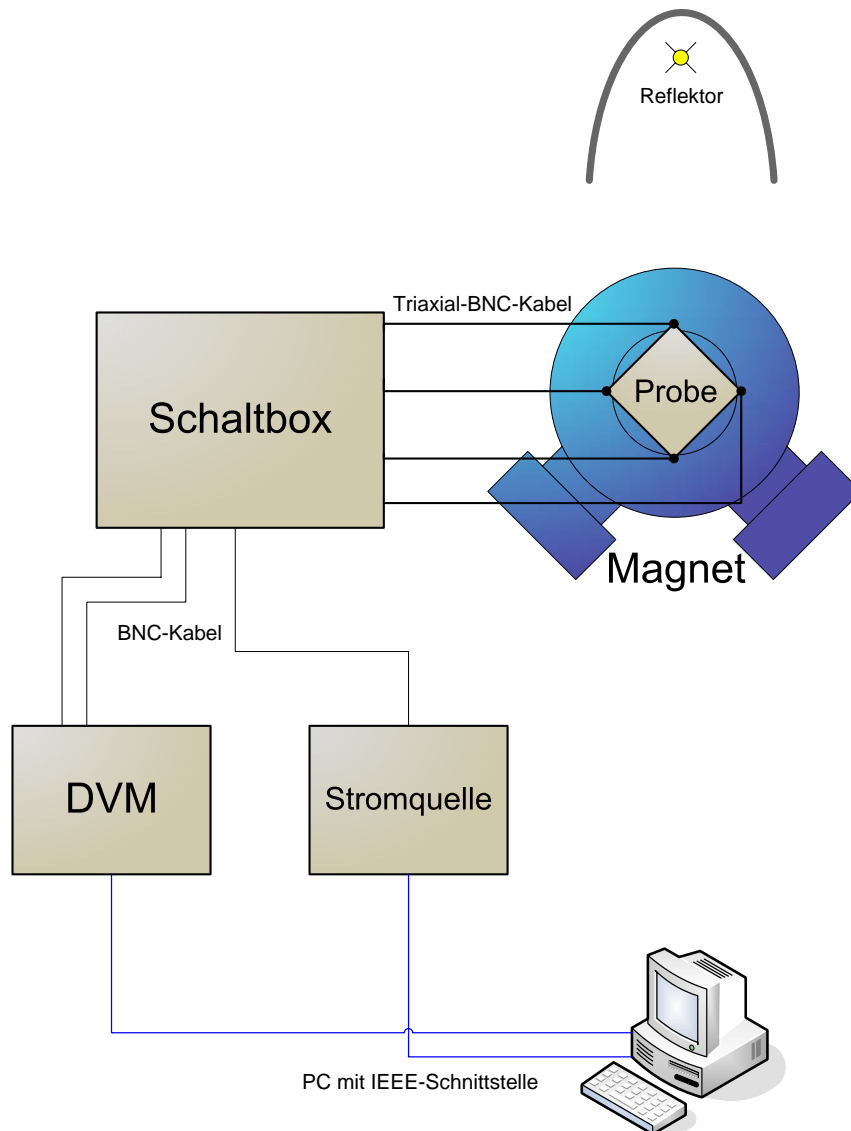 Reflektor
Triaxial-BNC-Kabel
Schaltbox
Probe
Magnet
BNC-Kabel
DVM
Stromquelle
PC mit IEEE-Schnittstelle